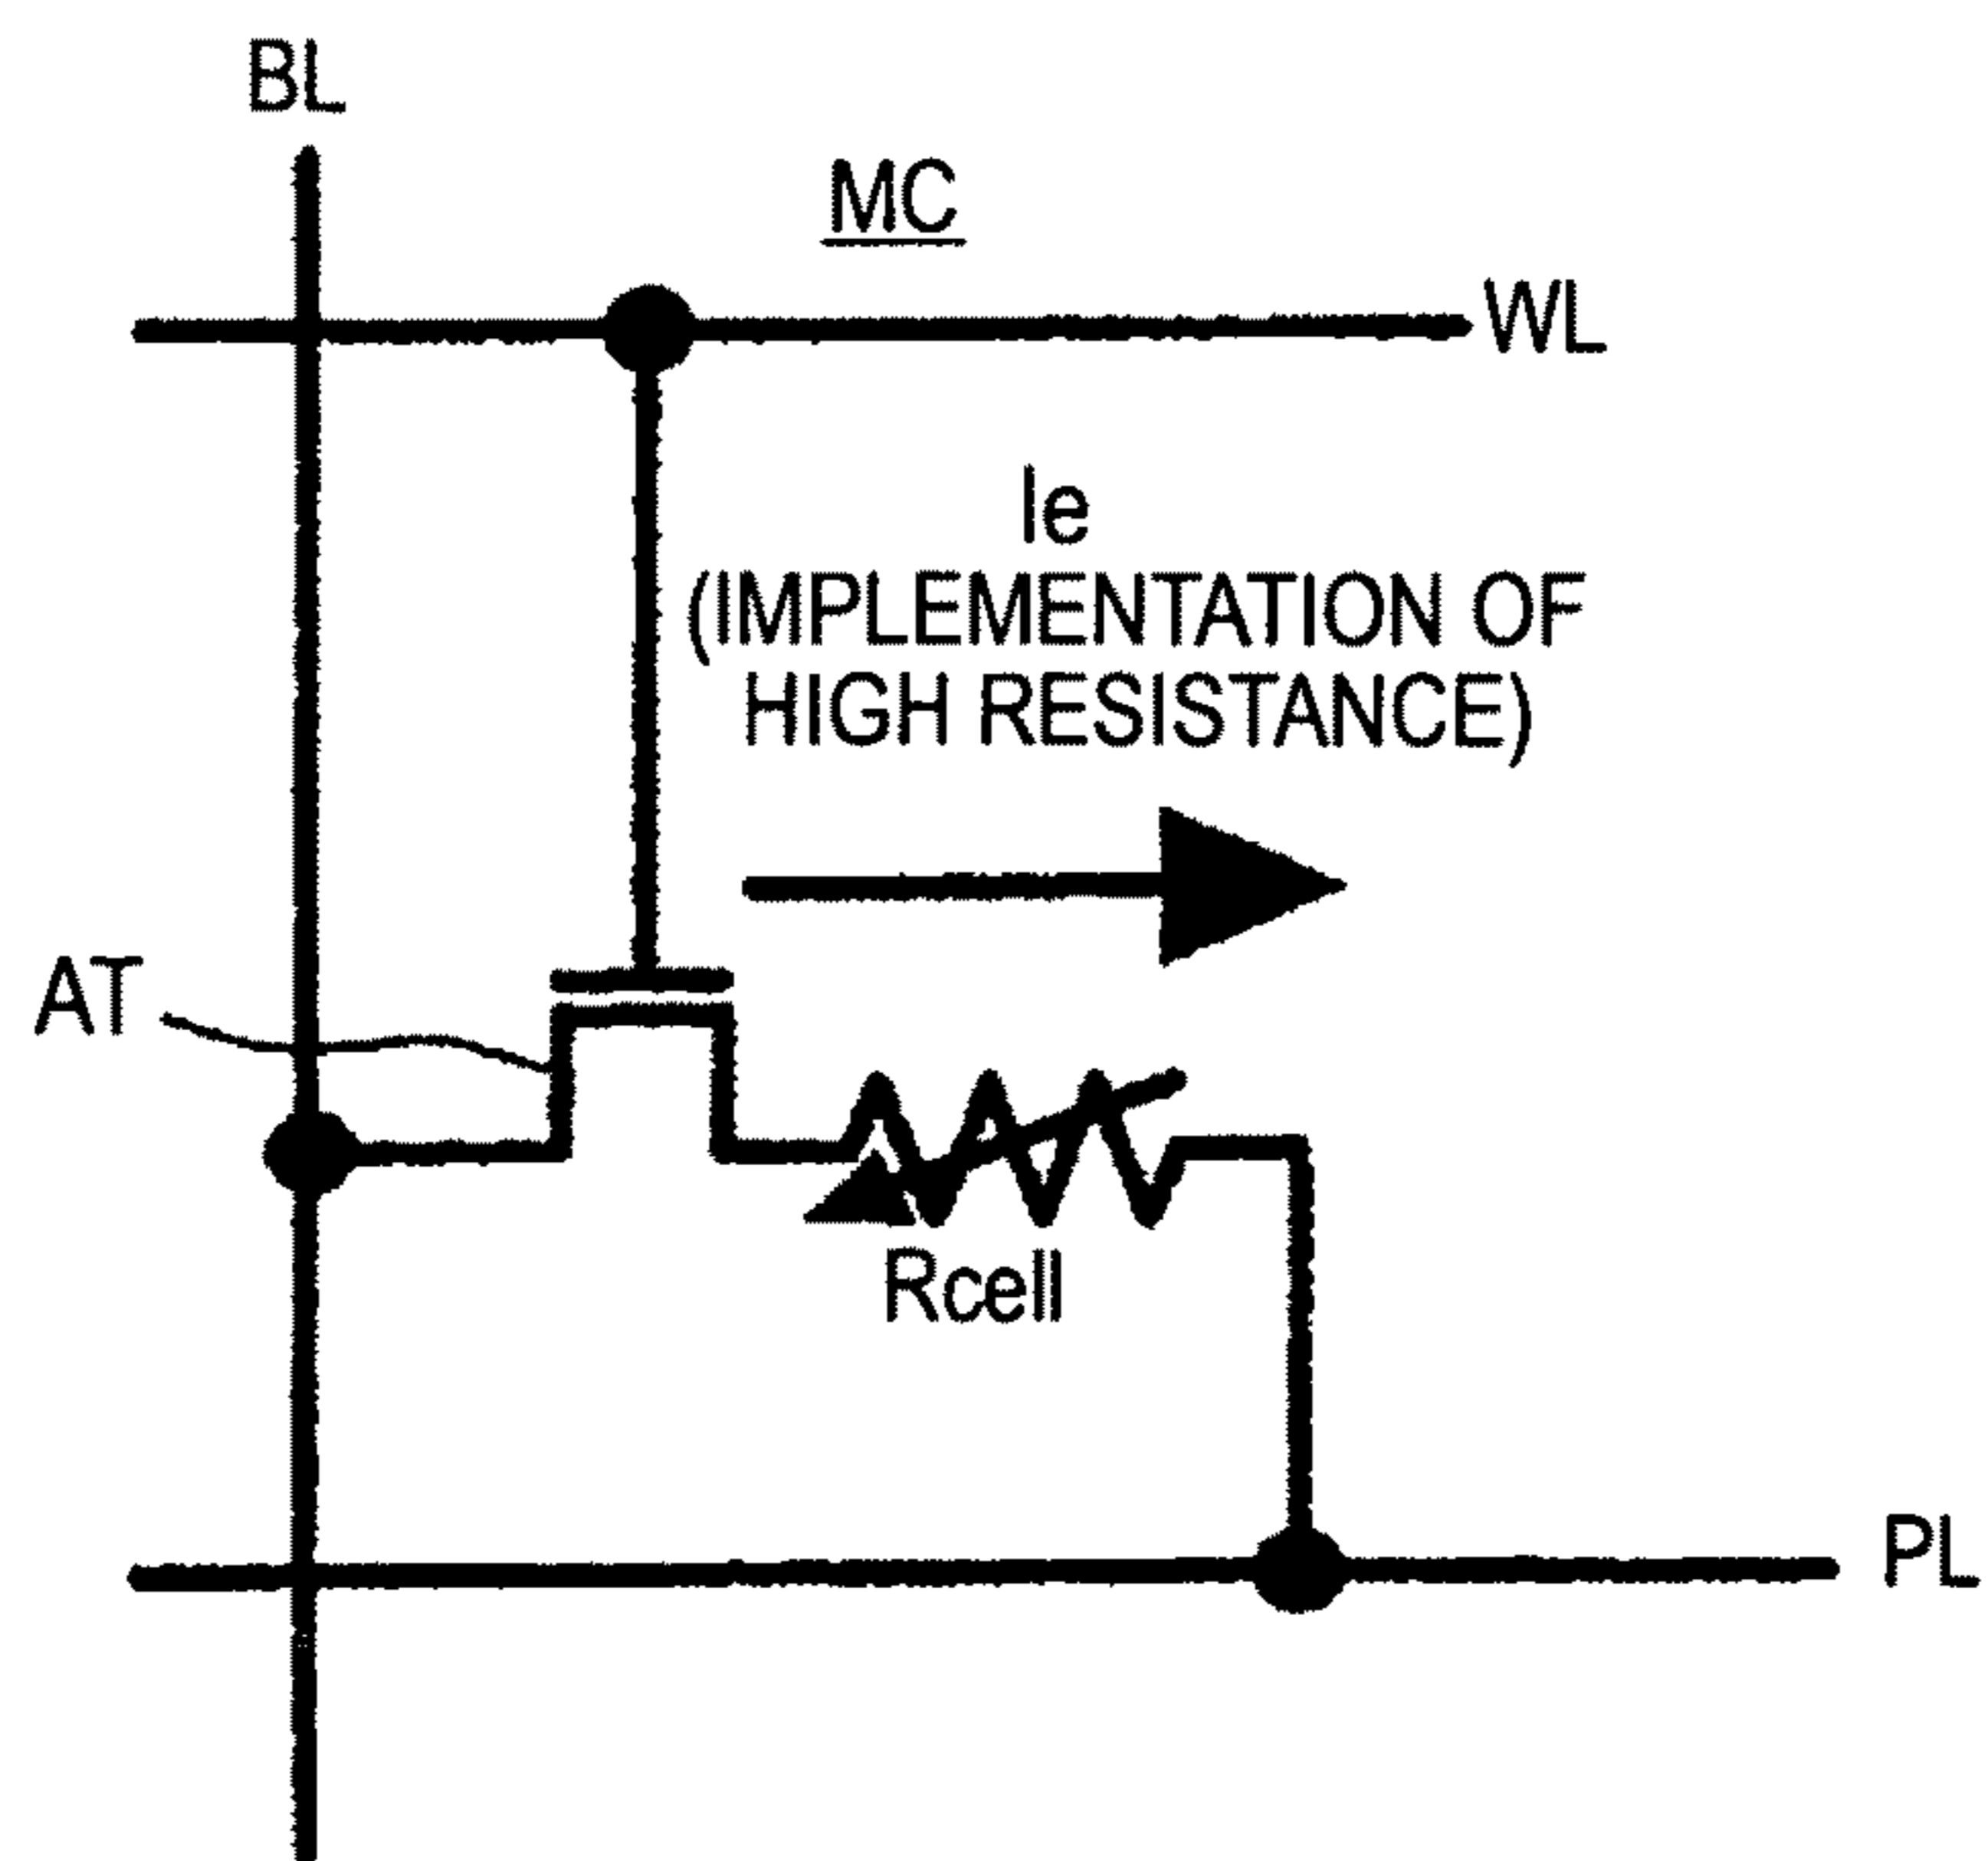 BL
MC
WL
Ie
(IMPLEMENTATION OF
HIGH RESISTANCE)
AT
Rcell
PL